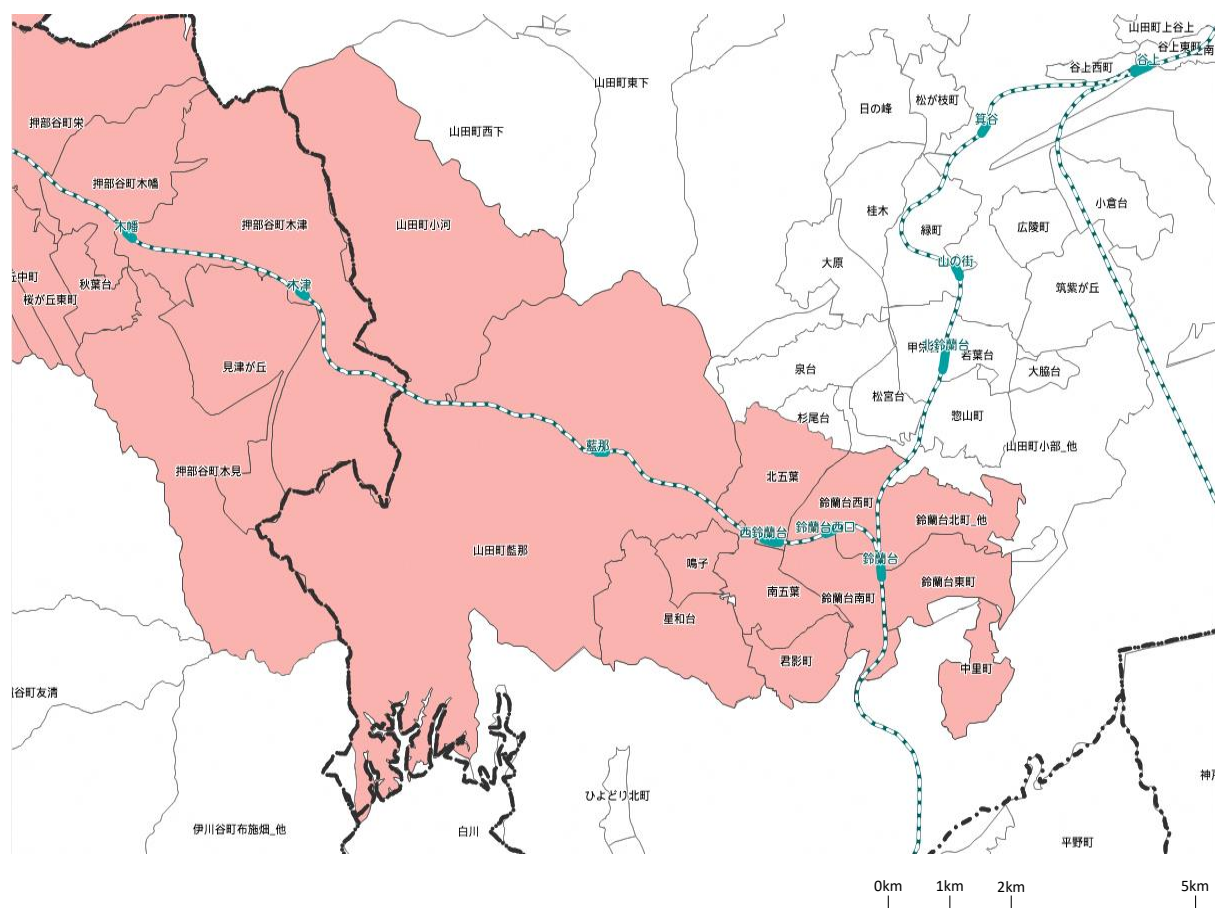 山田町上谷上
谷上東町
谷上
谷上西町
山田町東下
日の峰
松が枝町
箕谷
押部谷町栄
山田町西下
押部谷町木幡
木幡
押部谷町木津
山田町小河
桂木
緑町
広陵町
小倉台
大原
山の街
丘中町
秋葉台
木津
桜が丘東町
筑紫が丘
北鈴蘭台
若葉台
見津が丘
泉台
大脇台
松宮台
杉尾台
惣山町
藍那
山田町小部_他
押部谷町木見
北五葉
鈴蘭台西町
鈴蘭台北町_他
西鈴蘭台
鈴蘭台西口
山田町藍那
鳴子
鈴蘭台
南五葉
鈴蘭台南町
鈴蘭台東町
星和台
君影町
中里町
谷町友清
神戸
ひよどり北町
伊川谷町布施畑_他
白川
平野町
0km 1km 2km 5km